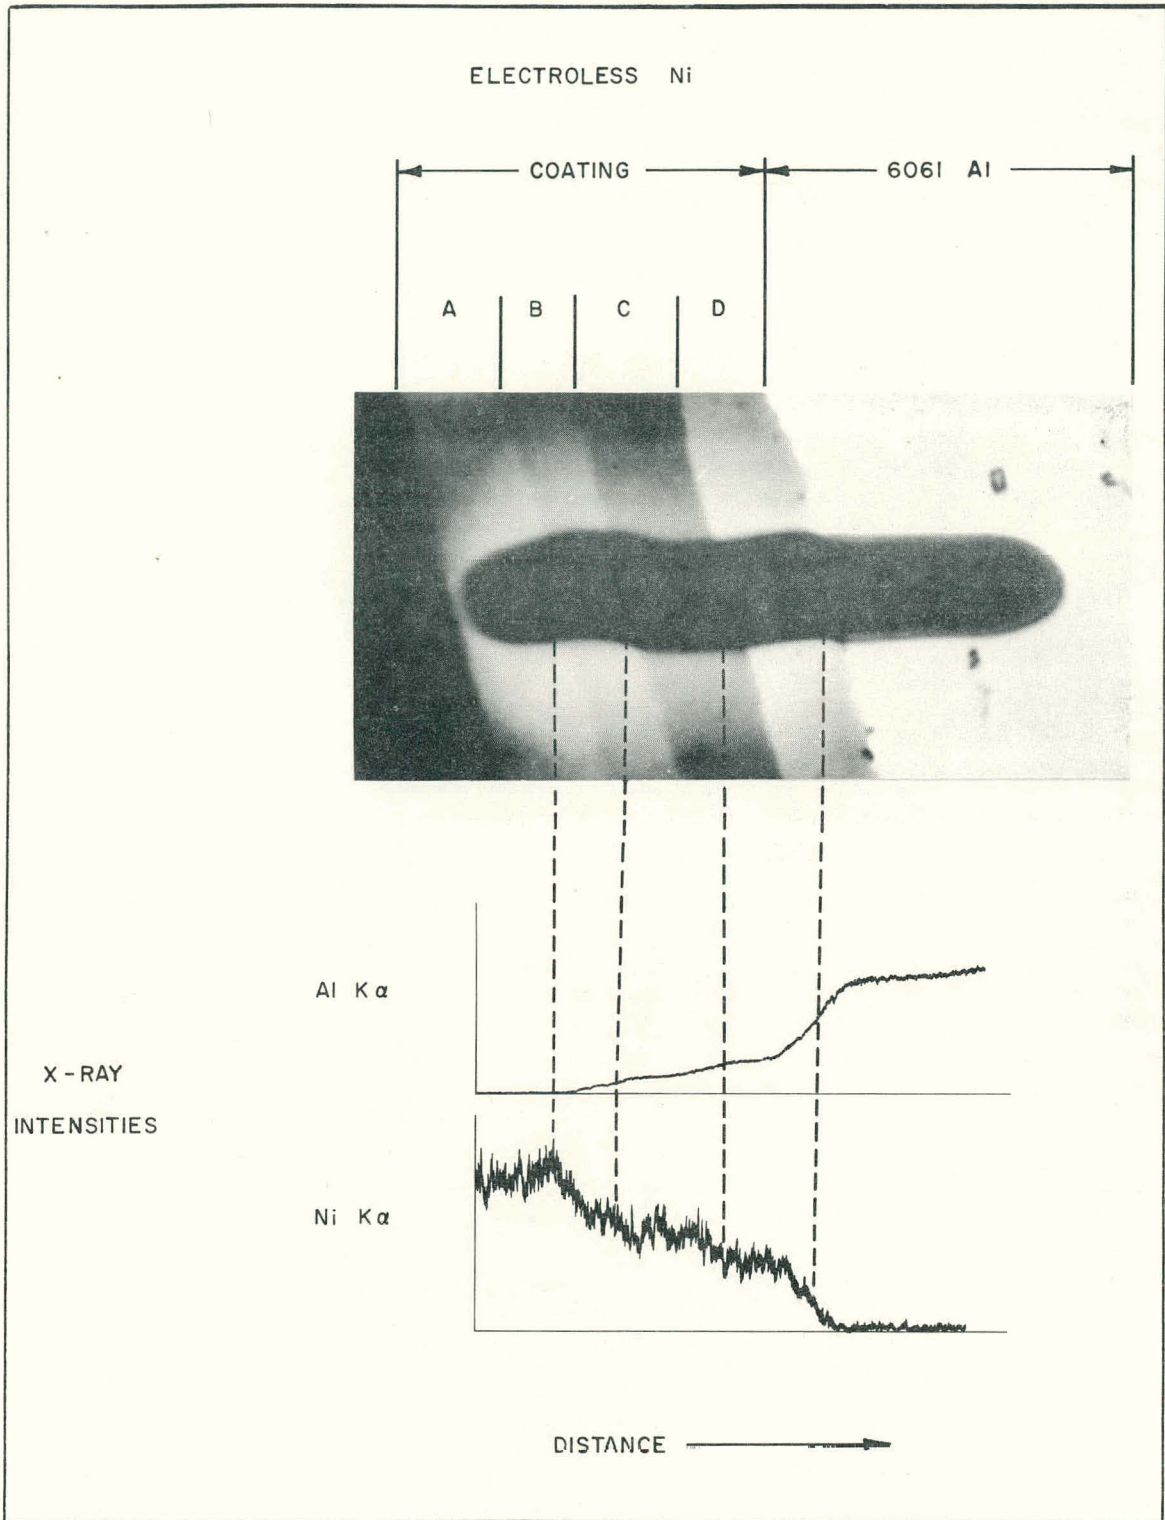 ELECTROLESS Ni
COATING
6061 Al
A B C D
Al Kα
X-RAY
INTENSITIES
Ni Kα
DISTANCE